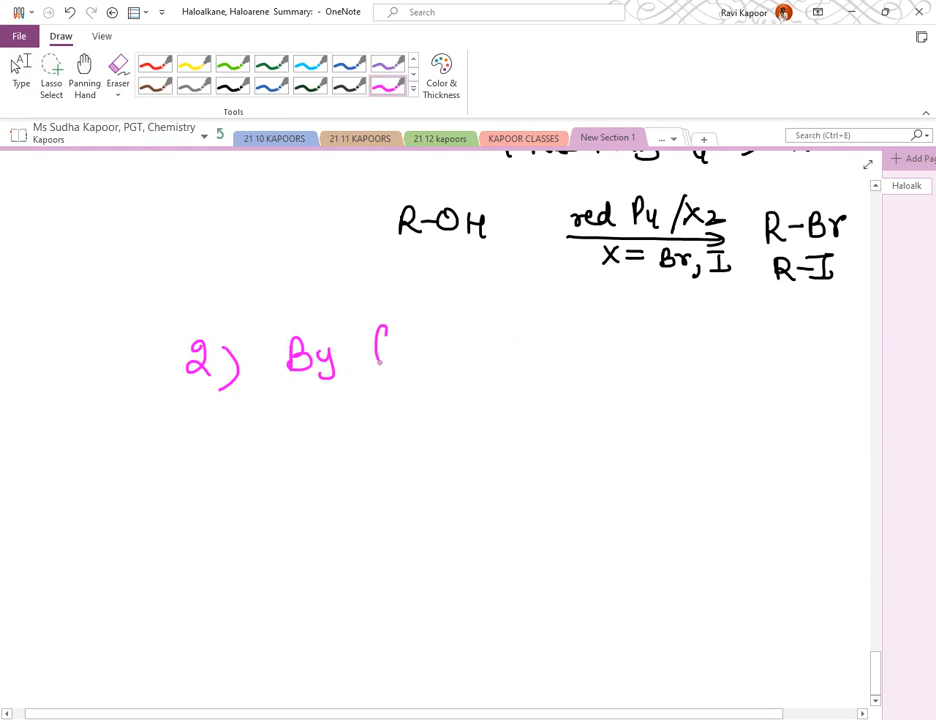 Haloalkane, Haloarene Summary: - OneNote
Search
Ravi Kapoor
File
Draw
View
Type
Lasso Select
Panning Hand
Eraser
Color & Thickness
Tools
Ms Sudha Kapoor, PGT, Chemistry
Kapoors
21 10 KAPOORS
21 11 KAPOORS
21 12 kapoors
KAPOOR CLASSES
New Section 1
...
+
Search (Ctrl+E)
+ Add Pag
Haloalk
R-OH red P4/X2 R-Br
X = Br, I R-I
2) By